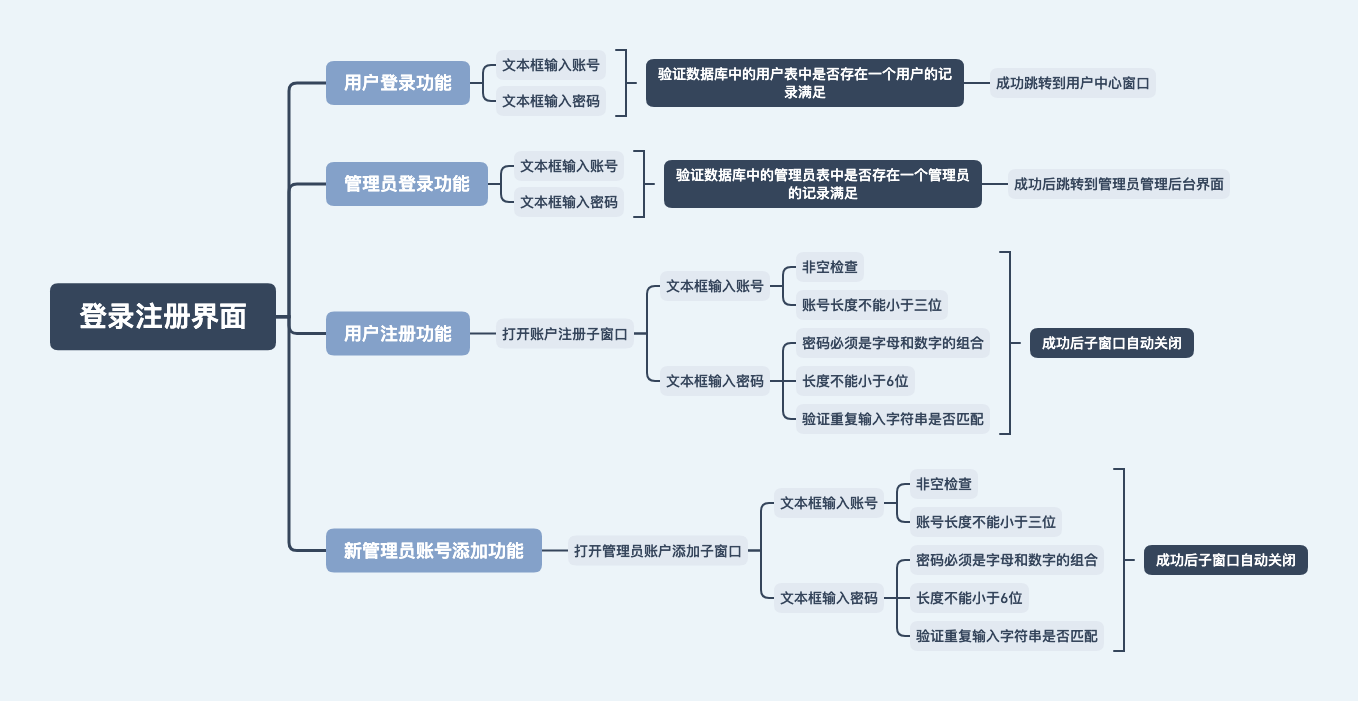 登录注册界面
用户登录功能
文本框输入账号
文本框输入密码
验证数据库中的用户表中是否存在一个用户的记
录满足
成功跳转到用户中心窗口
管理员登录功能
文本框输入账号
文本框输入密码
验证数据库中的管理员表中是否存在一个管理员
的记录满足
成功后跳转到管理员管理后台界面
用户注册功能
打开账户注册子窗口
文本框输入账号
非空检查
账号长度不能小于三位
文本框输入密码
密码必须是字母和数字的组合
长度不能小于6位
验证重复输入字符串是否匹配
成功后子窗口自动关闭
新管理员账号添加功能
打开管理员账户添加子窗口
文本框输入账号
非空检查
账号长度不能小于三位
文本框输入密码
密码必须是字母和数字的组合
长度不能小于6位
验证重复输入字符串是否匹配
成功后子窗口自动关闭